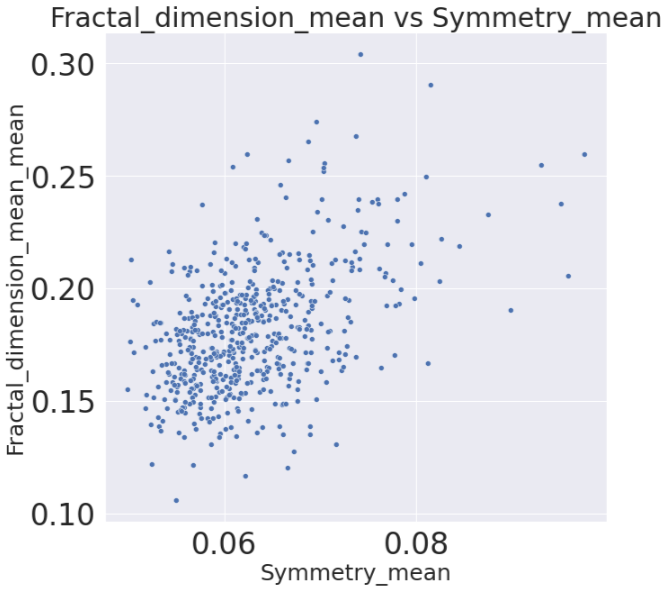 Fractal_dimension_mean vs Symmetry_mean
Fractal_dimension_mean_mean
0.30
0.25
0.20
0.15
0.10
0.06 0.08
Symmetry_mean